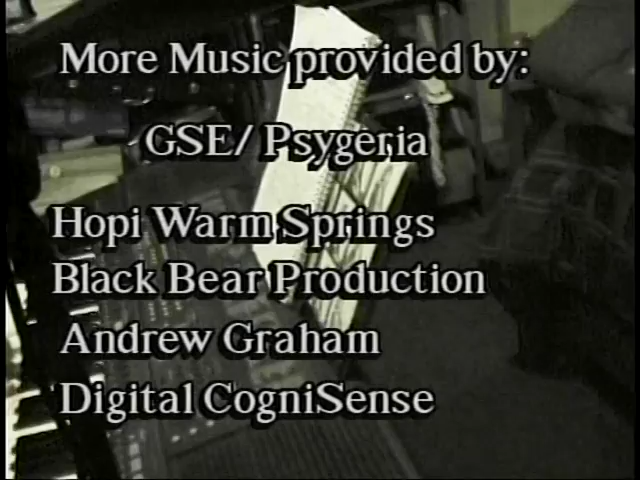 More Music provided by:
GSE/ Psygeria
Hopi Warm Springs
Black Bear Production
Andrew Graham
Digital CogniSense